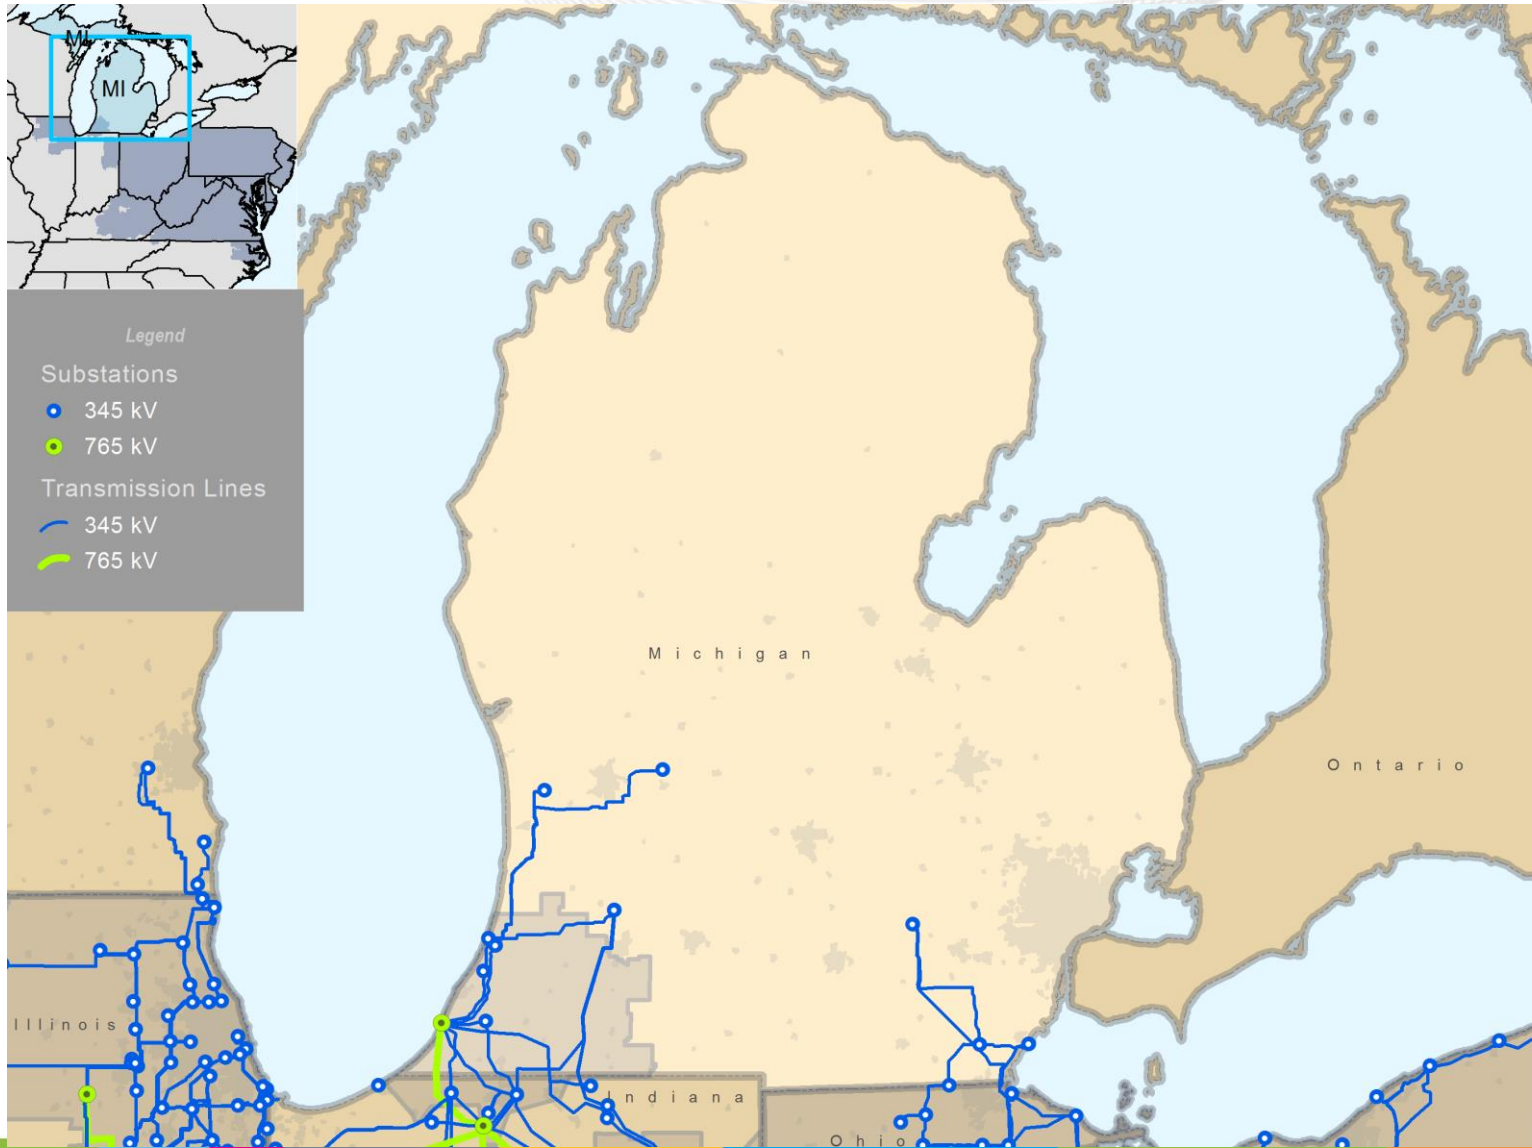 MI
MI
Legend
Substations
345 kV
765 kV
Transmission Lines
345 kV
765 kV
Michigan
Ontario
Illinois
Indiana
Ohio